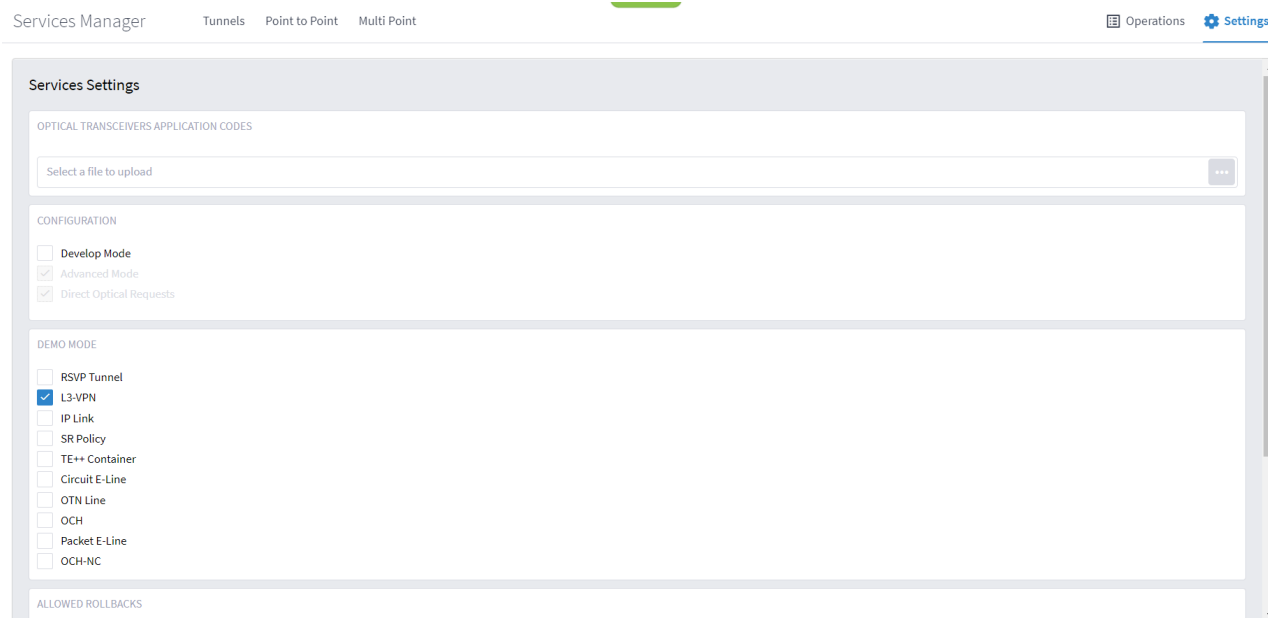 Services Manager Tunnels Point to Point Multi Point Operations Settings
Services Settings
OPTICAL TRANSCEIVERS APPLICATION CODES
Select a file to upload
CONFIGURATION
Develop Mode
Advanced Mode
Direct Optical Requests
DEMO MODE
RSVP Tunnel
L3-VPN
IP Link
SR Policy
TE++ Container
Circuit E-Line
OTN Line
OCH
Packet E-Line
OCH-NC
ALLOWED ROLLBACKS